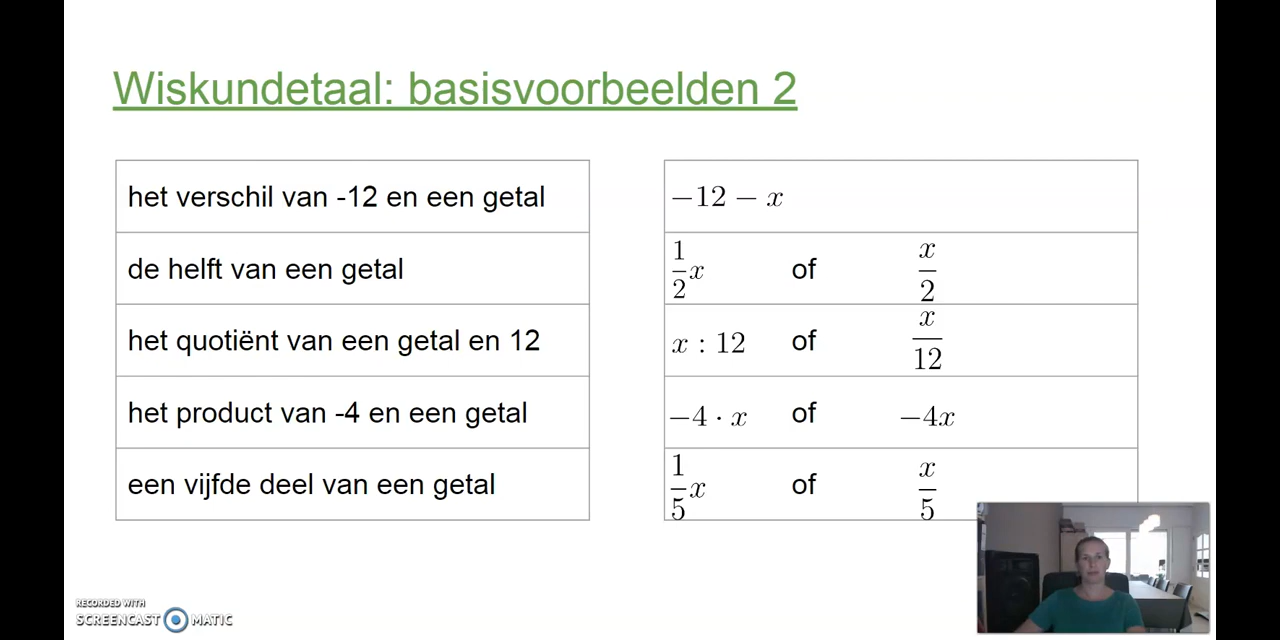 Wiskundetaal: basisvoorbeelden 2
het verschil van -12 en een getal
−12 − x
de helft van een getal
1/2 x of x/2
het quotiënt van een getal en 12
x : 12 of x/12
het product van -4 en een getal
−4 · x of −4x
een vijfde deel van een getal
1/5 x of x/5
RECORDED WITH
SCREENCAST MATIC